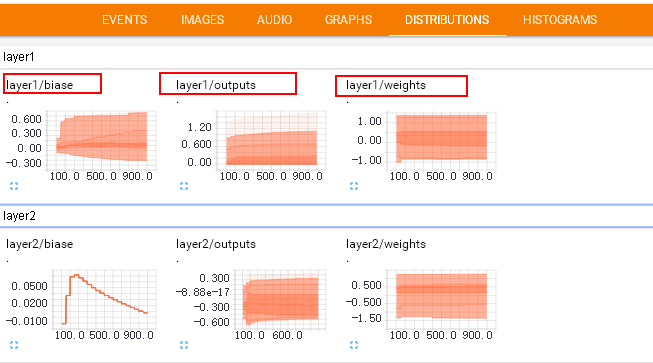 EVENTS IMAGES AUDIO GRAPHS DISTRIBUTIONS HISTOGRAMS
layer1
layer1/biase layer1/outputs layer1/weights
0.600 1.20 1.00
0.300 0.600 0.00
0.00 0.00 -1.00
-0.300
100.0 500.0 900.0 100.0 500.0 900.0 100.0 500.0 900.0
layer2
layer2/biase layer2/outputs layer2/weights
0.0500 0.300 0.500
0.0200 -8.88e-17 -0.500
-0.0100 -0.300 -1.50
-0.600
100.0 500.0 900.0 100.0 600.0 100.0 500.0 900.0